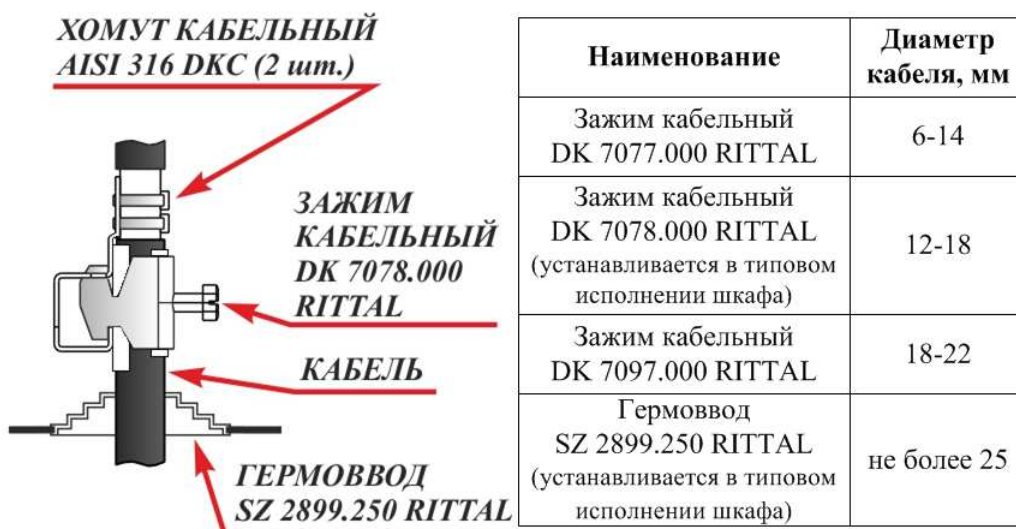 ХОМУТ КАБЕЛЬНЫЙ
AISI 316 DKC (2 шт.)
ЗАЖИМ
КАБЕЛЬНЫЙ
DK 7078.000
RITTAL
КАБЕЛЬ
ГЕРМОВВОД
SZ 2899.250 RITTAL
Наименование
Диаметр
кабеля, мм
Зажим кабельный
DK 7077.000 RITTAL
6-14
Зажим кабельный
DK 7078.000 RITTAL
(устанавливается в типовом
исполнении шкафа)
12-18
Зажим кабельный
DK 7097.000 RITTAL
18-22
Гермоввод
SZ 2899.250 RITTAL
(устанавливается в типовом
исполнении шкафа)
не более 25